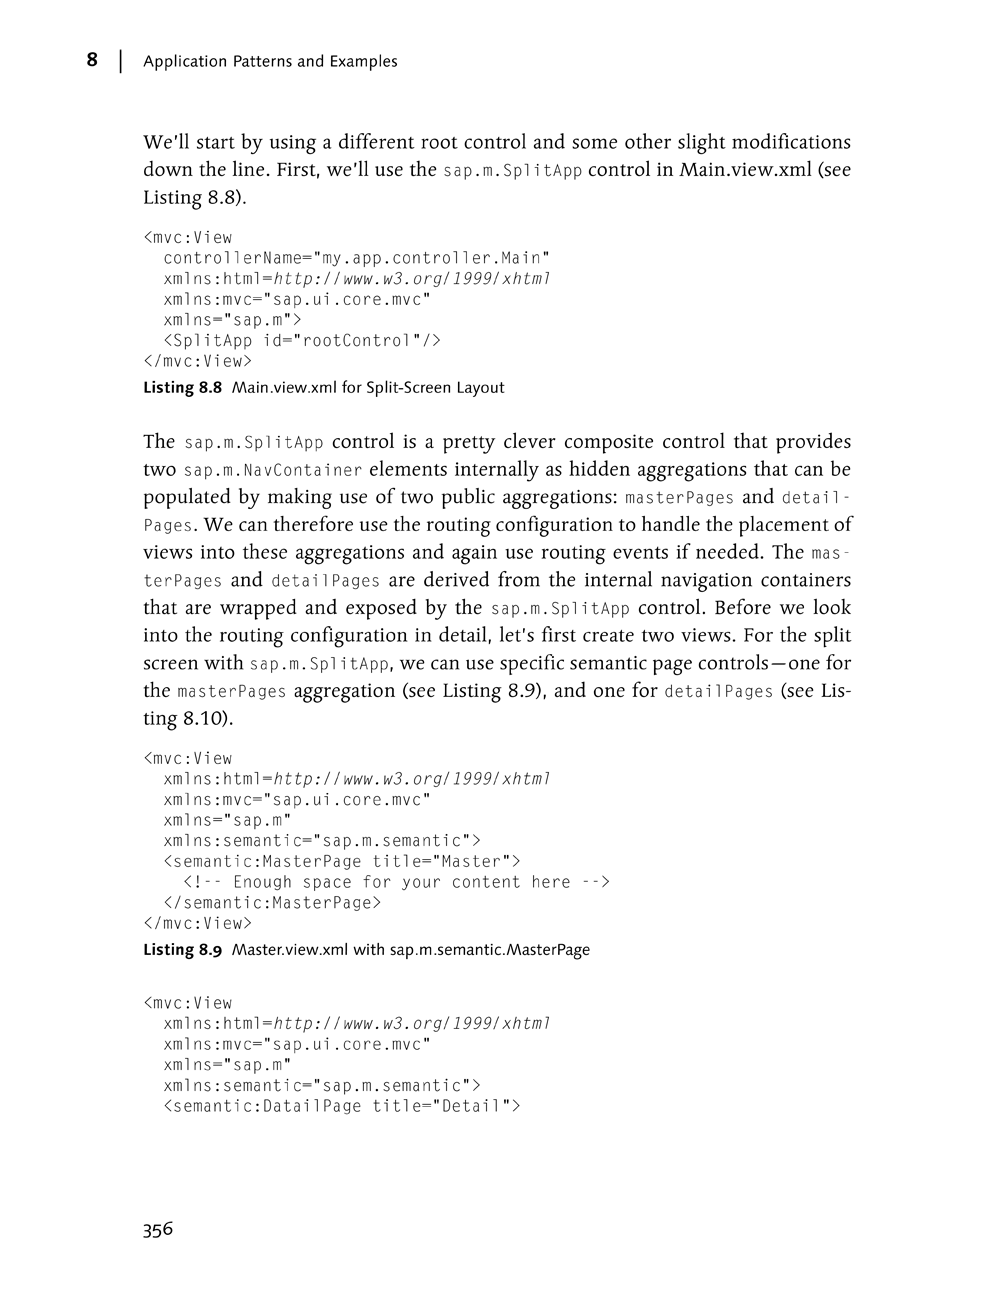 8 | Application Patterns and Examples
We'll start by using a different root control and some other slight modifications
down the line. First, we'll use the sap.m.SplitApp control in Main.view.xml (see
Listing 8.8).
<mvc:View
  controllerName="my.app.controller.Main"
  xmlns:html=http://www.w3.org/1999/xhtml
  xmlns:mvc="sap.ui.core.mvc"
  xmlns="sap.m">
  <SplitApp id="rootControl"/>
</mvc:View>
Listing 8.8 Main.view.xml for Split-Screen Layout
The sap.m.SplitApp control is a pretty clever composite control that provides
two sap.m.NavContainer elements internally as hidden aggregations that can be
populated by making use of two public aggregations: masterPages and detail-
Pages. We can therefore use the routing configuration to handle the placement of
views into these aggregations and again use routing events if needed. The mas-
terPages and detailPages are derived from the internal navigation containers
that are wrapped and exposed by the sap.m.SplitApp control. Before we look
into the routing configuration in detail, let's first create two views. For the split
screen with sap.m.SplitApp, we can use specific semantic page controls—one for
the masterPages aggregation (see Listing 8.9), and one for detailPages (see Lis-
ting 8.10).
<mvc:View
  xmlns:html=http://www.w3.org/1999/xhtml
  xmlns:mvc="sap.ui.core.mvc"
  xmlns="sap.m"
  xmlns:semantic="sap.m.semantic">
  <semantic:MasterPage title="Master">
    <!-- Enough space for your content here -->
  </semantic:MasterPage>
</mvc:View>
Listing 8.9 Master.view.xml with sap.m.semantic.MasterPage
<mvc:View
  xmlns:html=http://www.w3.org/1999/xhtml
  xmlns:mvc="sap.ui.core.mvc"
  xmlns="sap.m"
  xmlns:semantic="sap.m.semantic">
  <semantic:DatailPage title="Detail">
356